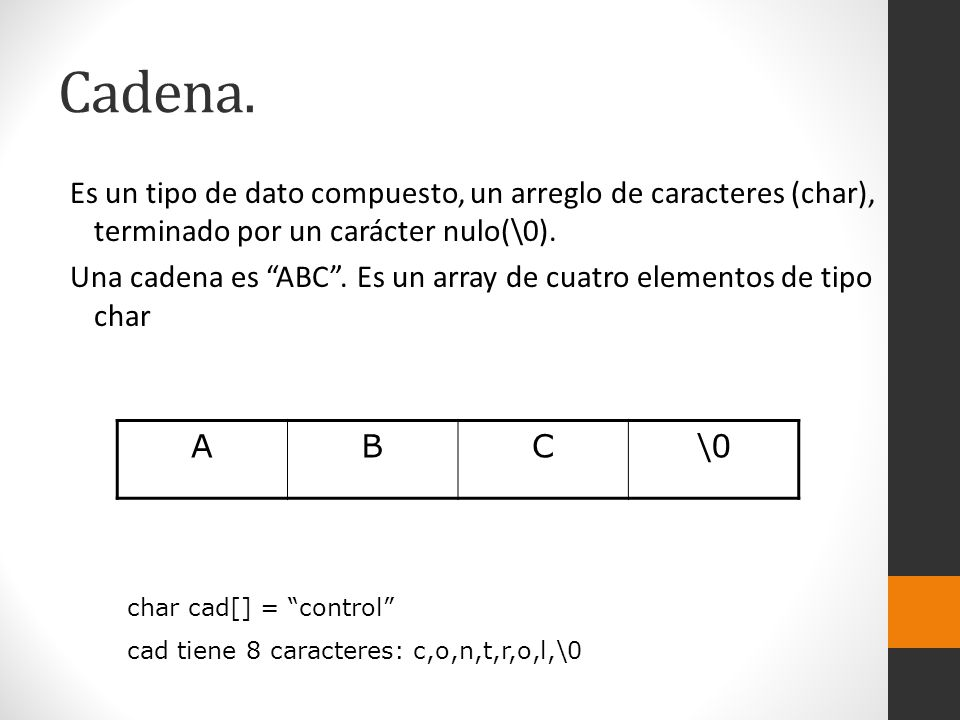 Cadena.
Es un tipo de dato compuesto, un arreglo de caracteres (char),
terminado por un carácter nulo(\0).
Una cadena es “ABC”. Es un array de cuatro elementos de tipo
char
A B C \0
char cad[] = “control”
cad tiene 8 caracteres: c,o,n,t,r,o,l,\0